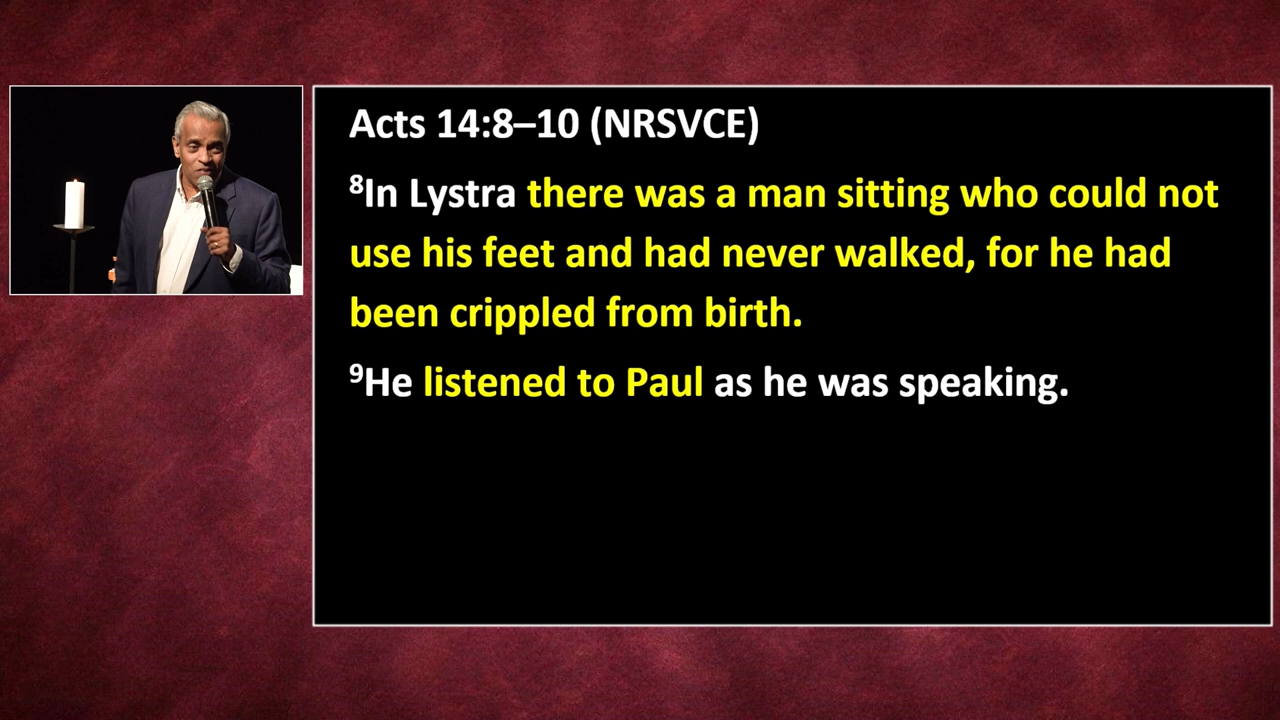 Acts 14:8–10 (NRSVCE)
⁸In Lystra there was a man sitting who could not
use his feet and had never walked, for he had
been crippled from birth.
⁹He listened to Paul as he was speaking.